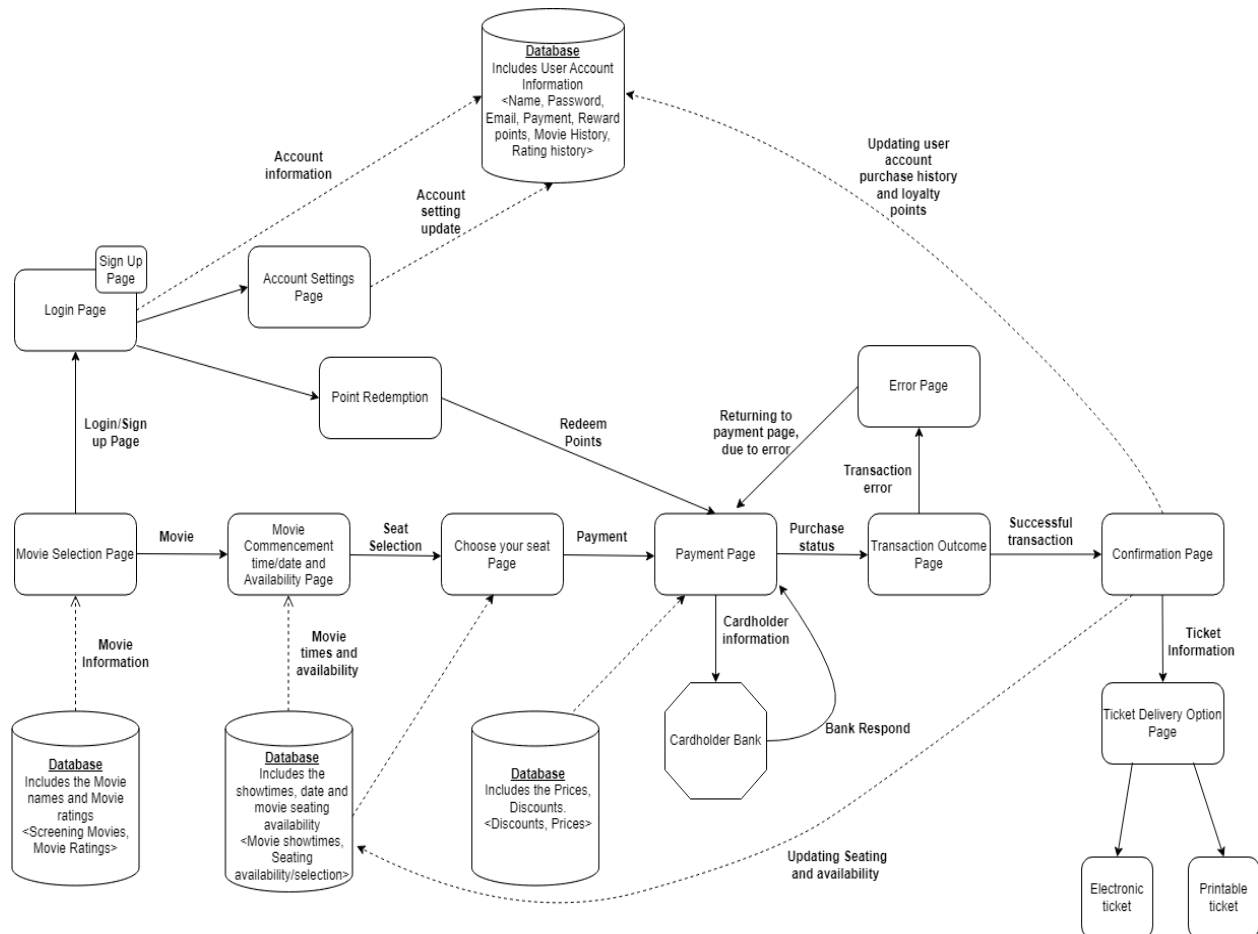 Database
Includes User Account
Information
<Name, Password,
Email, Payment, Reward
points, Movie History,
Rating history>
Account
information
Account
setting
update
Updating user
account
purchase history
and loyalty
points
Sign Up
Page
Login Page
Account Settings
Page
Point Redemption
Error Page
Login/Sign
up Page
Redeem
Points
Returning to
payment page,
due to error
Transaction
error
Movie Selection Page
Movie
Movie
Commencement
time/date and
Availability Page
Seat
Selection
Choose your seat
Page
Payment
Payment Page
Purchase
status
Transaction Outcome
Page
Successful
transaction
Confirmation Page
Movie
Information
Movie
times and
availability
Cardholder
information
Ticket
Information
Cardholder Bank
Bank Respond
Ticket Delivery Option
Page
Database
Includes the Movie
names and Movie
ratings
<Screening Movies,
Movie Ratings>
Database
Includes the
showtimes, date and
movie seating
availability
<Movie showtimes,
Seating
availability/selection>
Database
Includes the Prices,
Discounts.
<Discounts, Prices>
Updating Seating
and availability
Electronic
ticket
Printable
ticket